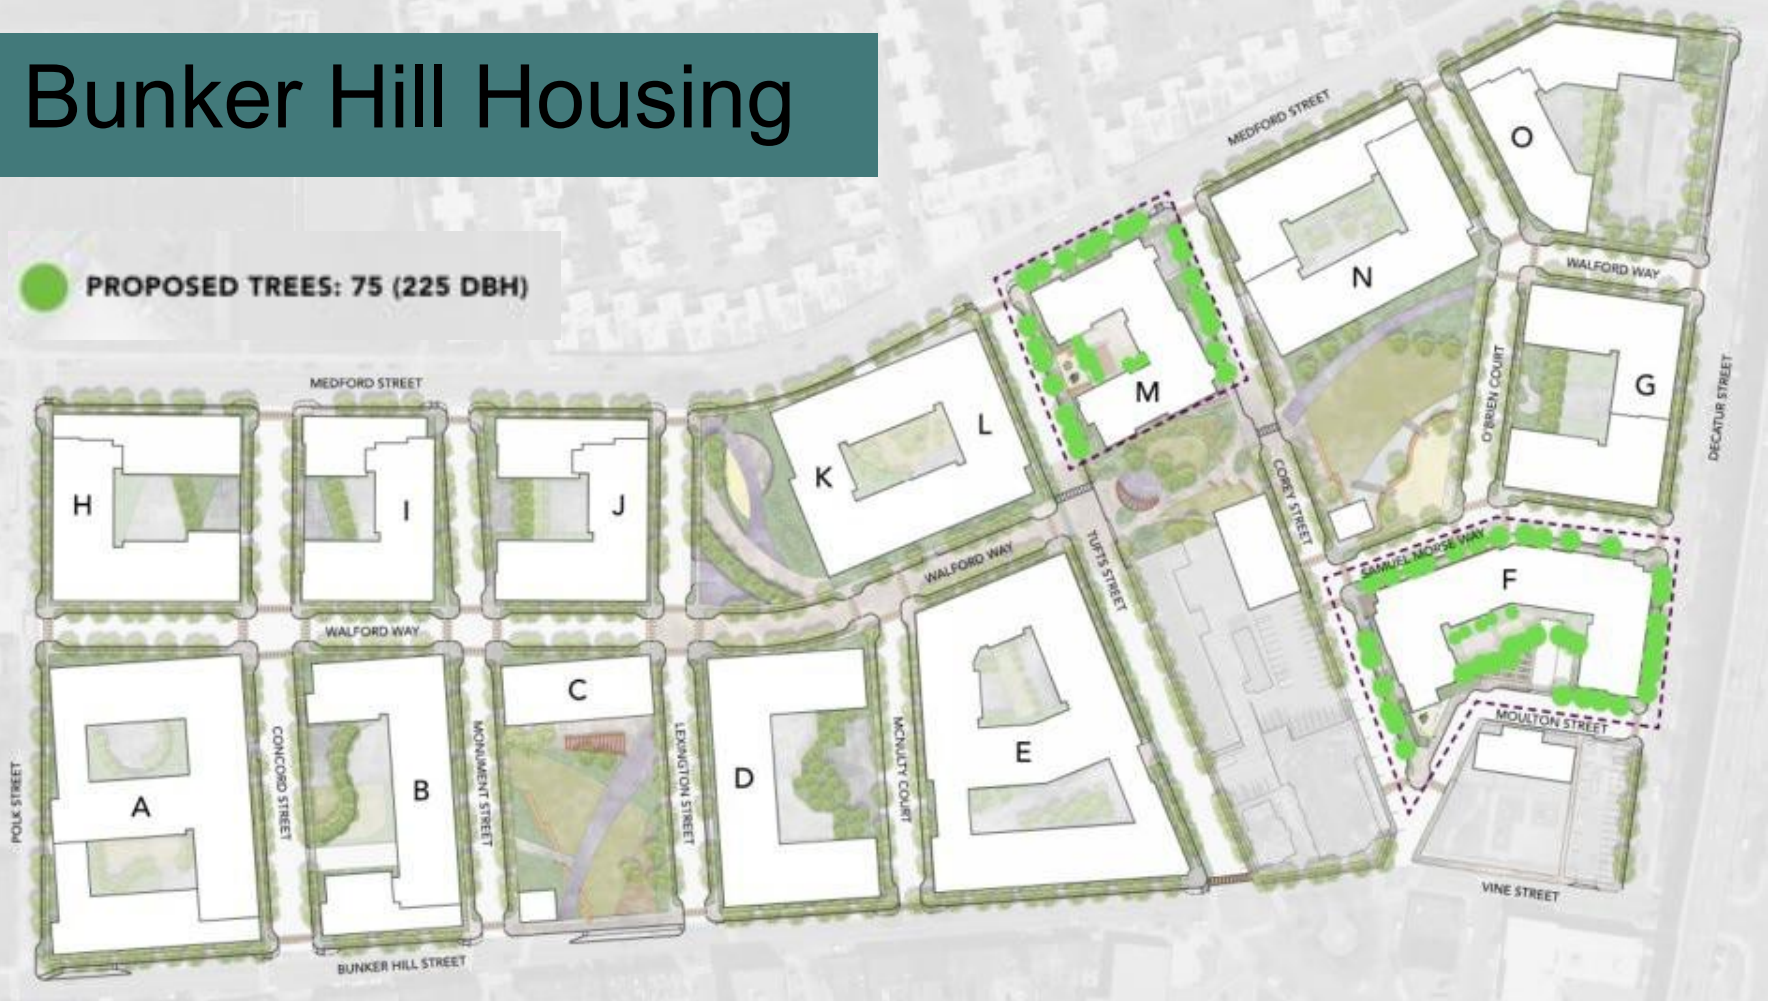 Bunker Hill Housing
PROPOSED TREES: 75 (225 DBH)
MEDFORD STREET
O
N
WALFORD WAY
M
G
O'BRIEN COURT
DECATUR STREET
MEDFORD STREET
L
K
H
I
J
COREY STREET
TUFTS STREET
WALFORD WAY
SAMUEL MORSE WAY
F
WALFORD WAY
C
MOULTON STREET
A
B
D
E
POLK STREET
CONCORD STREET
MONUMENT STREET
LEXINGTON STREET
MCNULTY COURT
VINE STREET
BUNKER HILL STREET